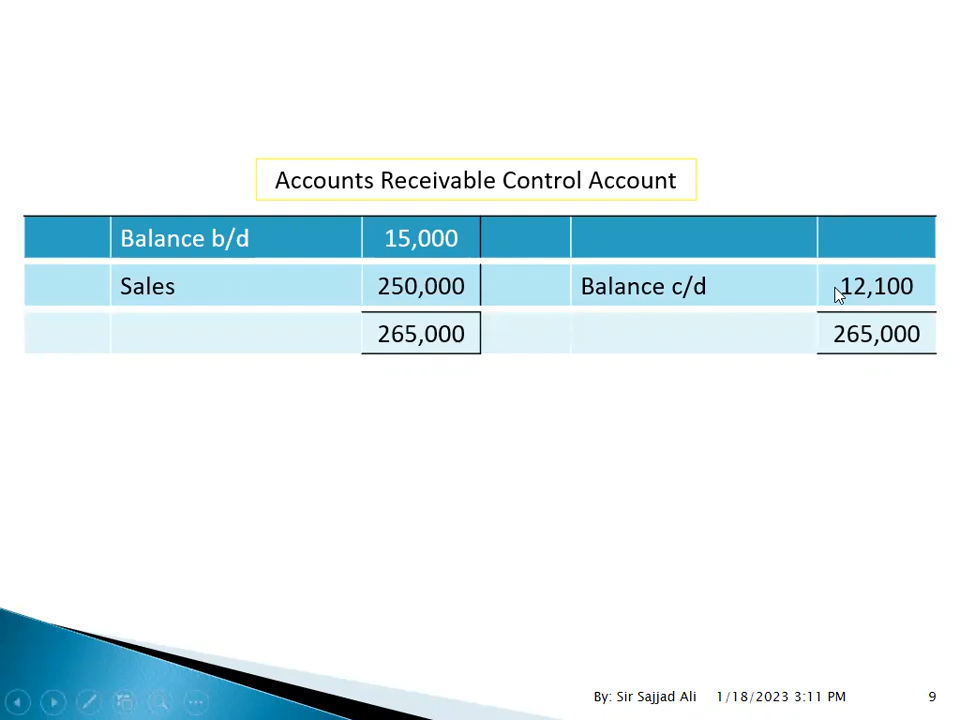 Accounts Receivable Control Account
Balance b/d 15,000
Sales 250,000 Balance c/d 12,100
265,000 265,000
By: Sir Sajjad Ali 1/18/2023 3:11 PM 9